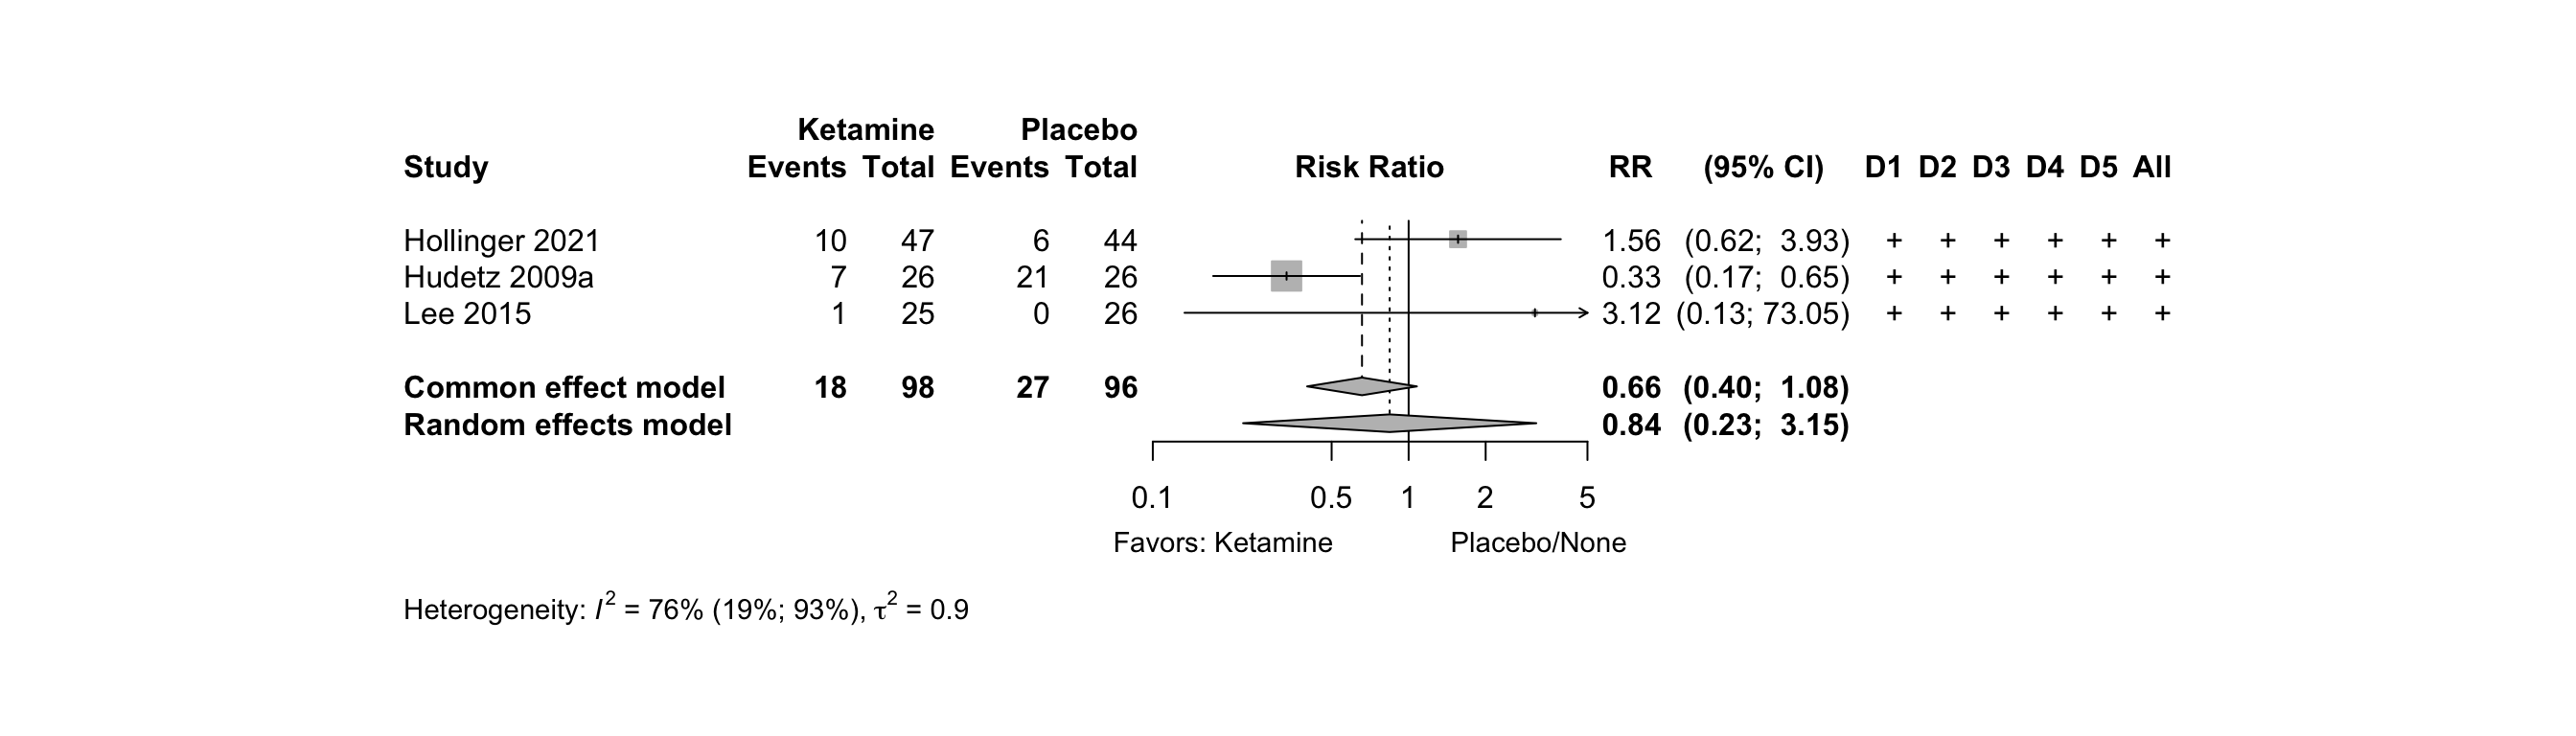 Ketamine Placebo
Study Events Total Events Total Risk Ratio RR (95% CI) D1 D2 D3 D4 D5 All
Hollinger 2021 10 47 6 44 1.56 (0.62; 3.93) + + + + + +
Hudetz 2009a 7 26 21 26 0.33 (0.17; 0.65) + + + + + +
Lee 2015 1 25 0 26 3.12 (0.13; 73.05) + + + + + +
Common effect model 18 98 27 96 0.66 (0.40; 1.08)
Random effects model 0.84 (0.23; 3.15)
0.1 0.5 1 2 5
Favors: Ketamine Placebo/None
Heterogeneity: I² = 76% (19%; 93%), τ² = 0.9